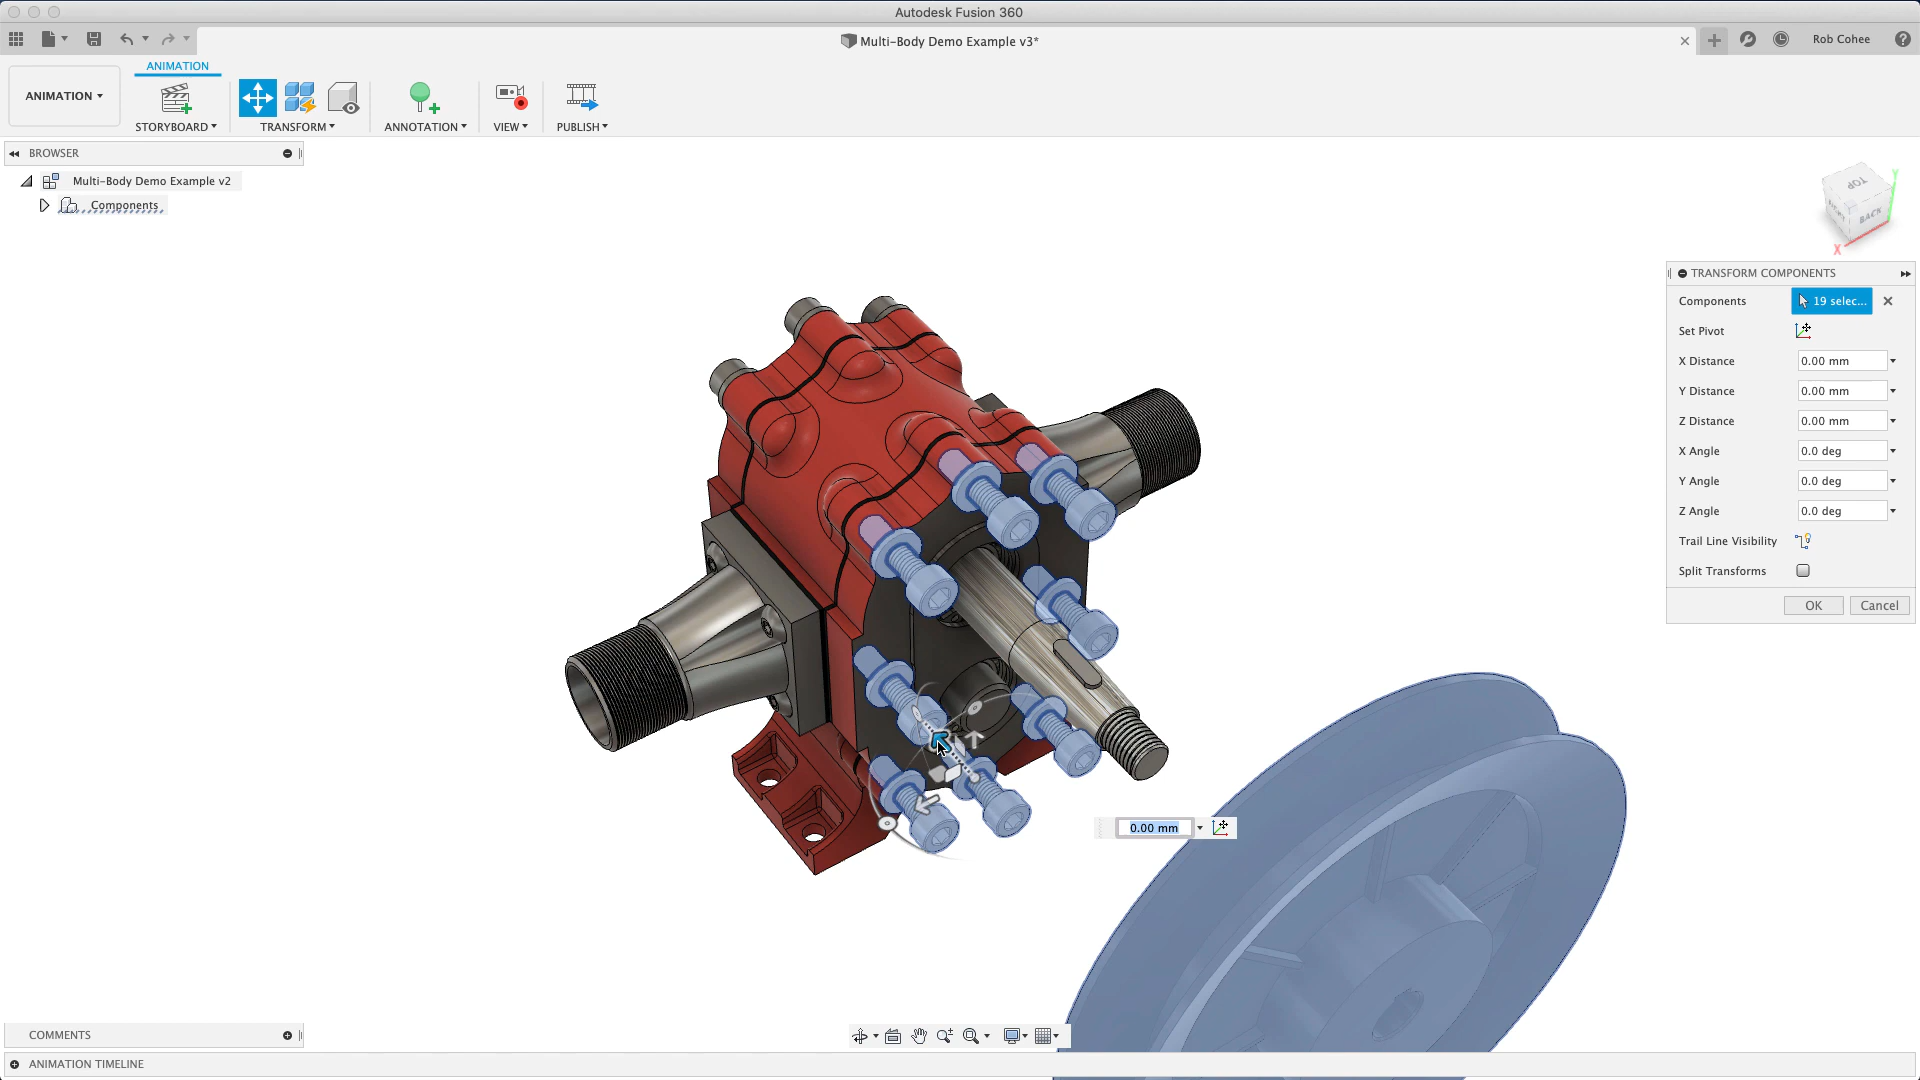 Autodesk Fusion 360
Multi-Body Demo Example v3*
Rob Cohee
ANIMATION
ANIMATION
STORYBOARD
TRANSFORM
ANNOTATION
VIEW
PUBLISH
BROWSER
Multi-Body Demo Example v2
Components
TOP
RIGHT
BACK
Y
X
TRANSFORM COMPONENTS
Components 19 selec...
Set Pivot
X Distance 0.00 mm
Y Distance 0.00 mm
Z Distance 0.00 mm
X Angle 0.0 deg
Y Angle 0.0 deg
Z Angle 0.0 deg
Trail Line Visibility
Split Transforms
OK Cancel
0.00 mm
COMMENTS
ANIMATION TIMELINE